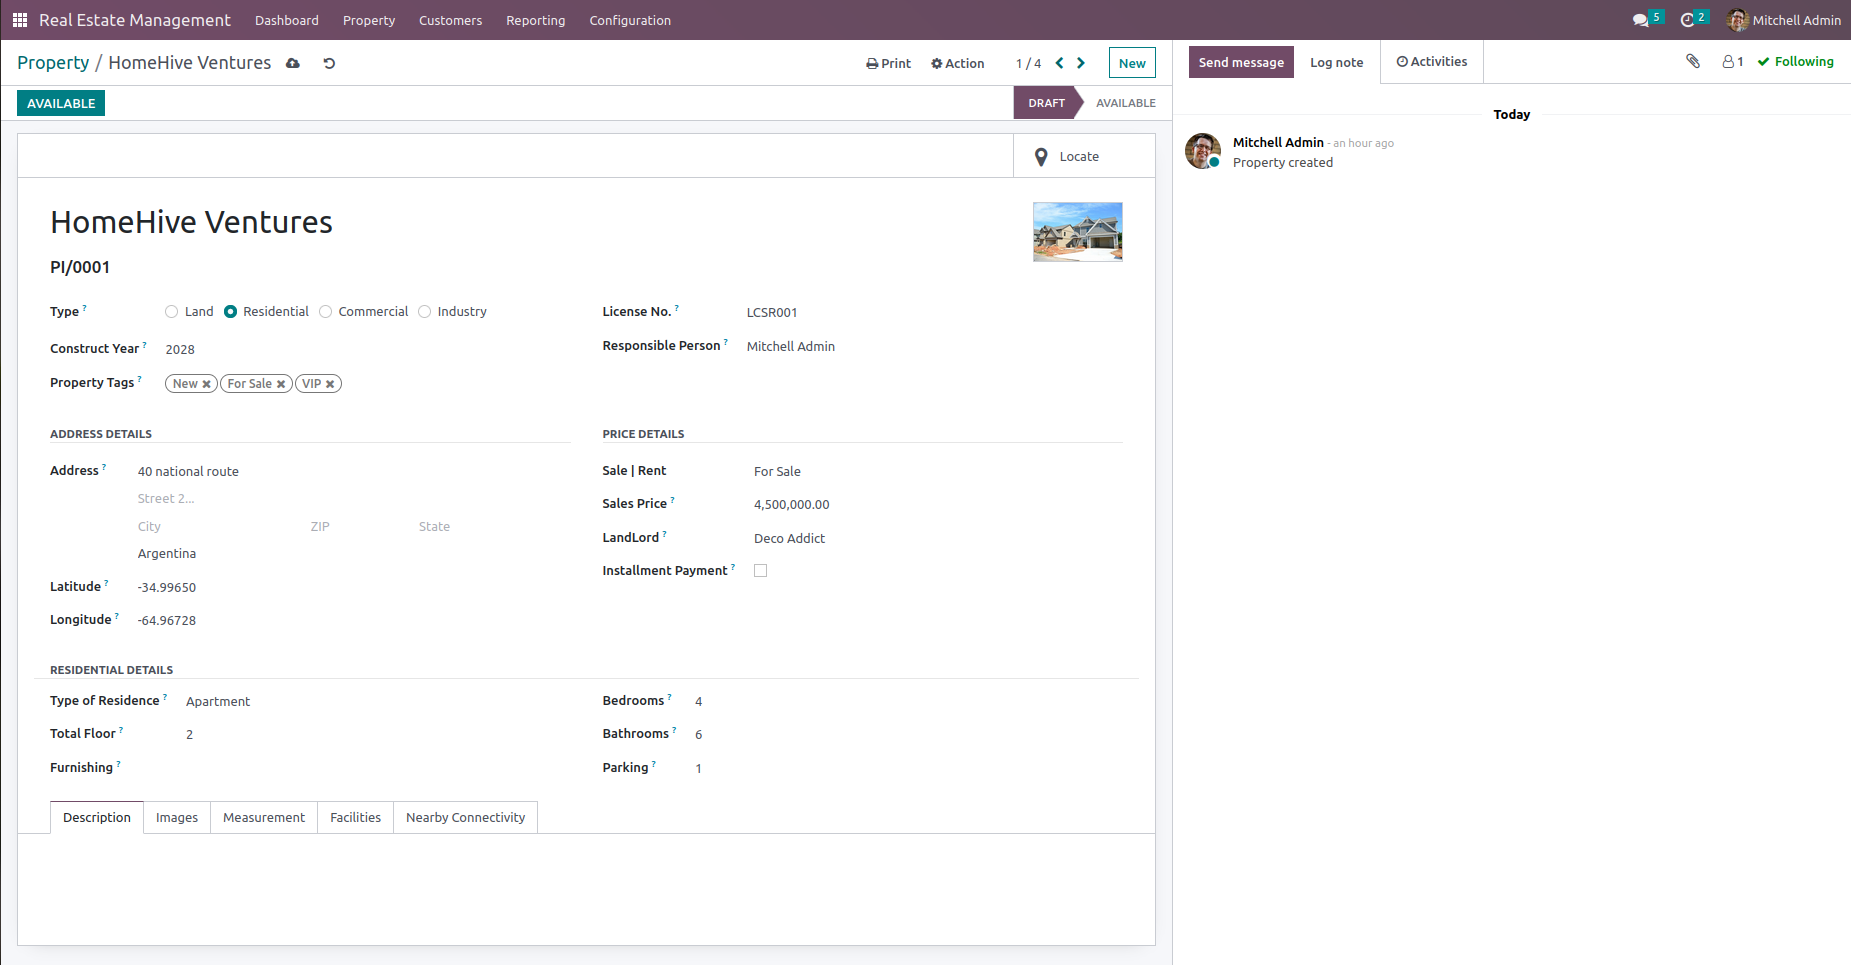 Real Estate Management Dashboard Property Customers Reporting Configuration 5 2 Mitchell Admin
Property / HomeHive Ventures Print Action 1 / 4 New
AVAILABLE DRAFT AVAILABLE
Locate
HomeHive Ventures
PI/0001
Type ? Land Residential Commercial Industry
Construct Year ? 2028
Property Tags ? New ✖ For Sale ✖ VIP ✖
License No. ? LCSR001
Responsible Person ? Mitchell Admin
ADDRESS DETAILS
Address ? 40 national route
Street 2...
City ZIP State
Argentina
Latitude ? -34.99650
Longitude ? -64.96728
PRICE DETAILS
Sale | Rent For Sale
Sales Price ? 4,500,000.00
LandLord ? Deco Addict
Installment Payment ?
RESIDENTIAL DETAILS
Type of Residence ? Apartment
Total Floor ? 2
Furnishing ?
Bedrooms ? 4
Bathrooms ? 6
Parking ? 1
Description Images Measurement Facilities Nearby Connectivity
Send message Log note Activities 1 Following
Today
Mitchell Admin - an hour ago
Property created